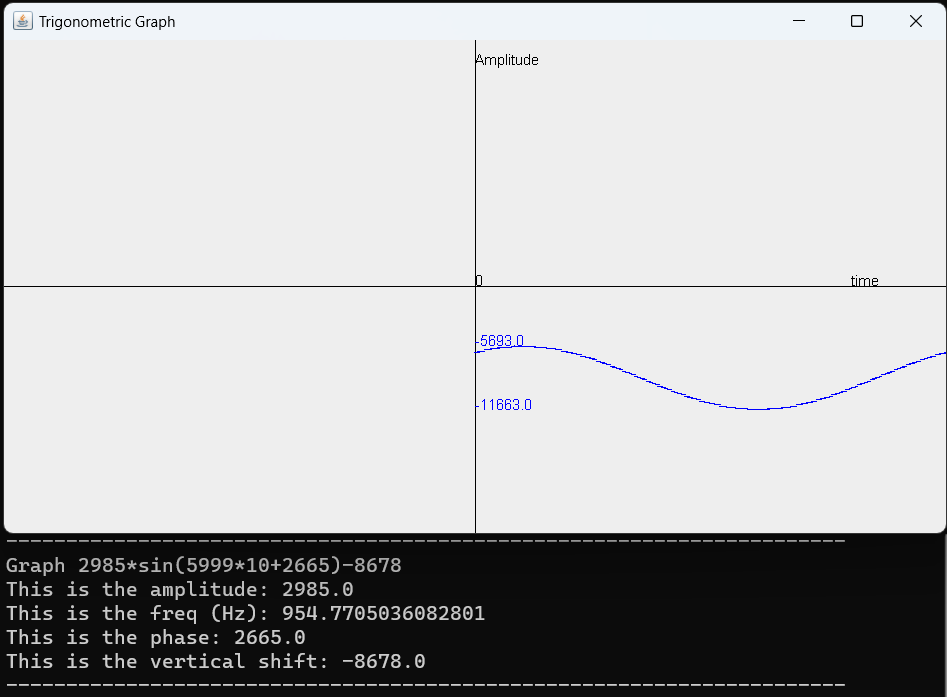 Trigonometric Graph
Amplitude
0
time
-5693.0
-11663.0
----------------------------------------------------------------------
Graph 2985*sin(5999*10+2665)-8678
This is the amplitude: 2985.0
This is the freq (Hz): 954.7705036082801
This is the phase: 2665.0
This is the vertical shift: -8678.0
----------------------------------------------------------------------